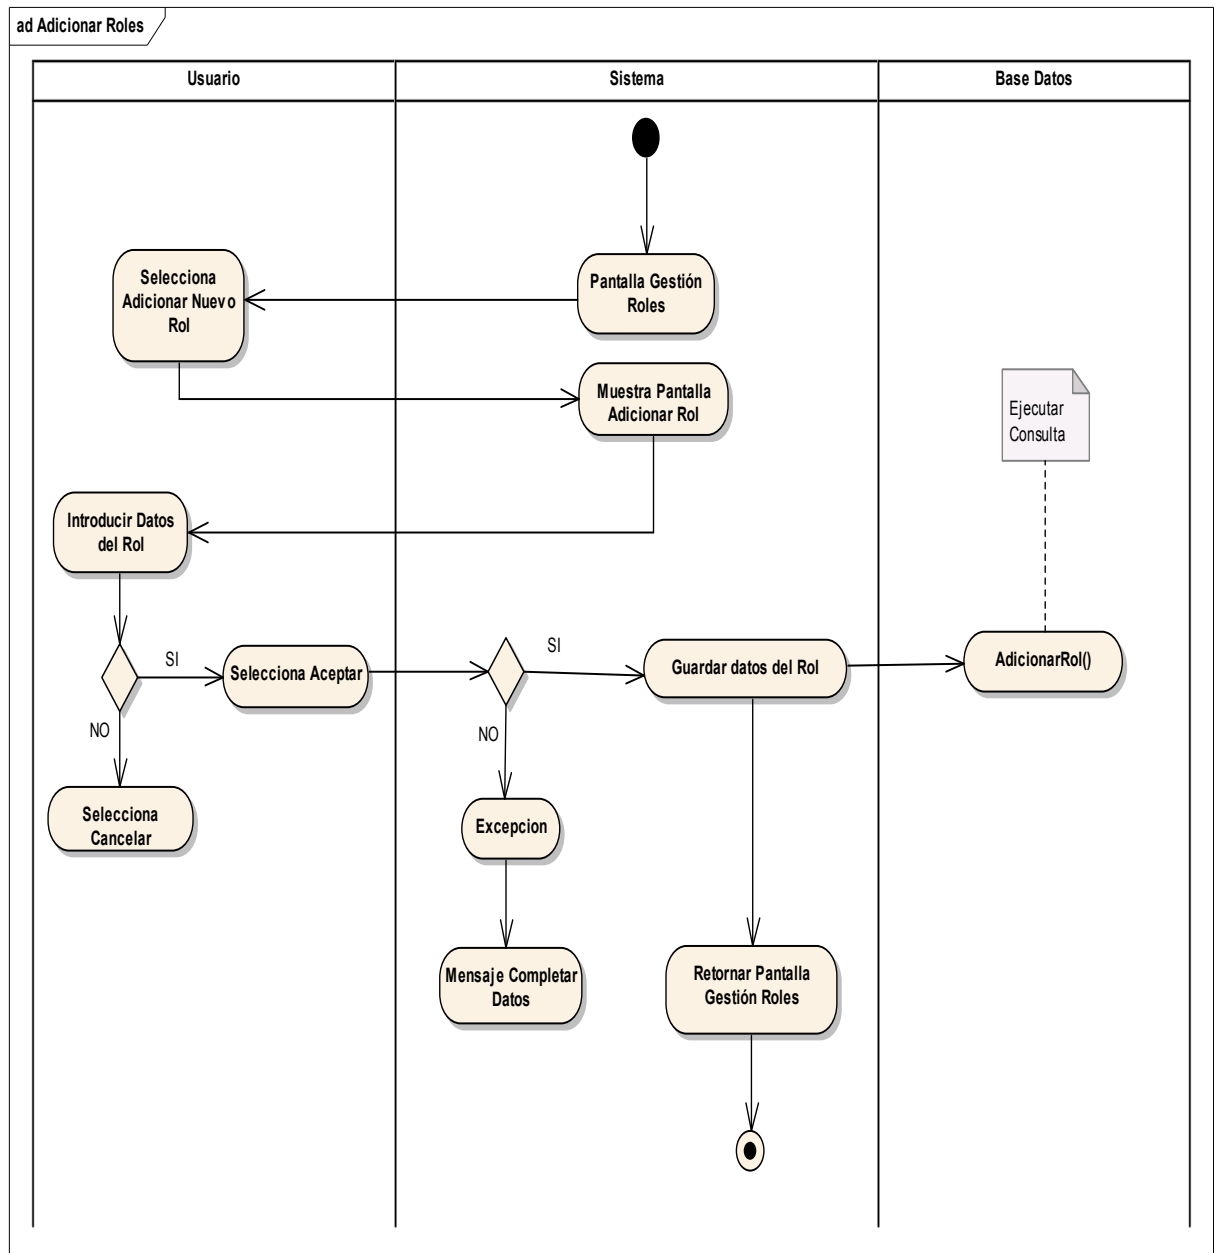 ad Adicionar Roles
Usuario
Sistema
Base Datos
Pantalla Gestión
Roles
Selecciona
Adicionar Nuevo
Rol
Muestra Pantalla
Adicionar Rol
Ejecutar
Consulta
Introducir Datos
del Rol
SI
Selecciona Aceptar
SI
Guardar datos del Rol
AdicionarRol()
NO
NO
Selecciona
Cancelar
Excepcion
Mensaje Completar
Datos
Retornar Pantalla
Gestión Roles